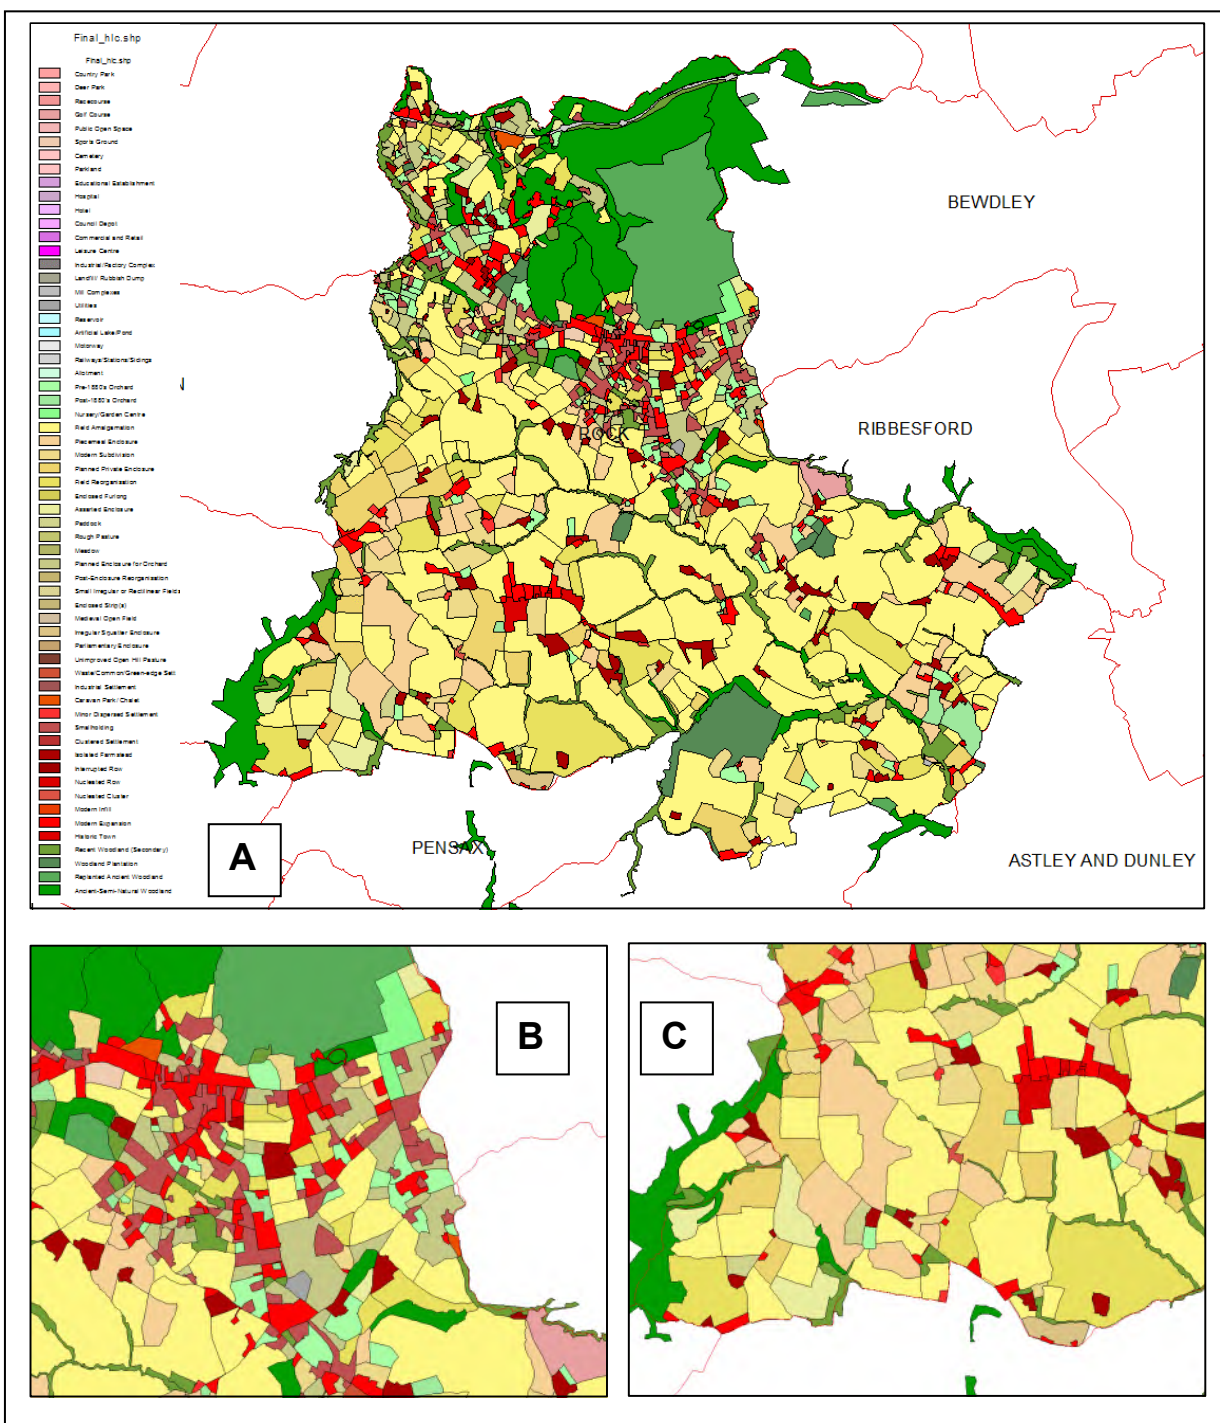 Final_hlc.shp
Final_hlc.shp
Country Park
Deer Park
Racecourse
Golf Course
Public Open Space
Sports Ground
Cemetery
Parkland
Educational Establishment
Hospital
Hotel
Council Depot
Commercial and Retail
Leisure Centre
Industrial/Factory Complex
Landfill/ Rubbish Dump
Mill Complexes
Utilities
Reservoir
Artificial Lake/Pond
Motorway
Railways/Stations/Sidings
Allotment
Pre-1880's Orchard
Post-1880's Orchard
Nursery/Garden Centre
Field Amalgamation
Piecemeal Enclosure
Modern Subdivision
Planned Private Enclosure
Field Reorganisation
Enclosed Furlong
Assarted Enclosure
Paddock
Rough Pasture
Meadow
Planned Enclosure for Orchard
Post-Enclosure Reorganisation
Small Irregular or Rectilinear Fields
Enclosed Strip(s)
Medieval Open Field
Irregular Squatter Enclosure
Parliamentary Enclosure
Unimproved Open Hill Pasture
Waste/Common/Green-edge Sett
Industrial Settlement
Caravan Park/ Chalet
Minor Dispersed Settlement
Smallholding
Clustered Settlement
Isolated Farmstead
Interrupted Row
Nucleated Row
Nucleated Cluster
Modern Infill
Modern Expansion
Historic Town
Recent Woodland (Secondary)
Woodland Plantation
Replanted Ancient Woodland
Ancient-Semi-Natural Woodland
BEWDLEY
N
RIBBESFORD
ROCK
PENSAX
ASTLEY AND DUNLEY
A
B
C